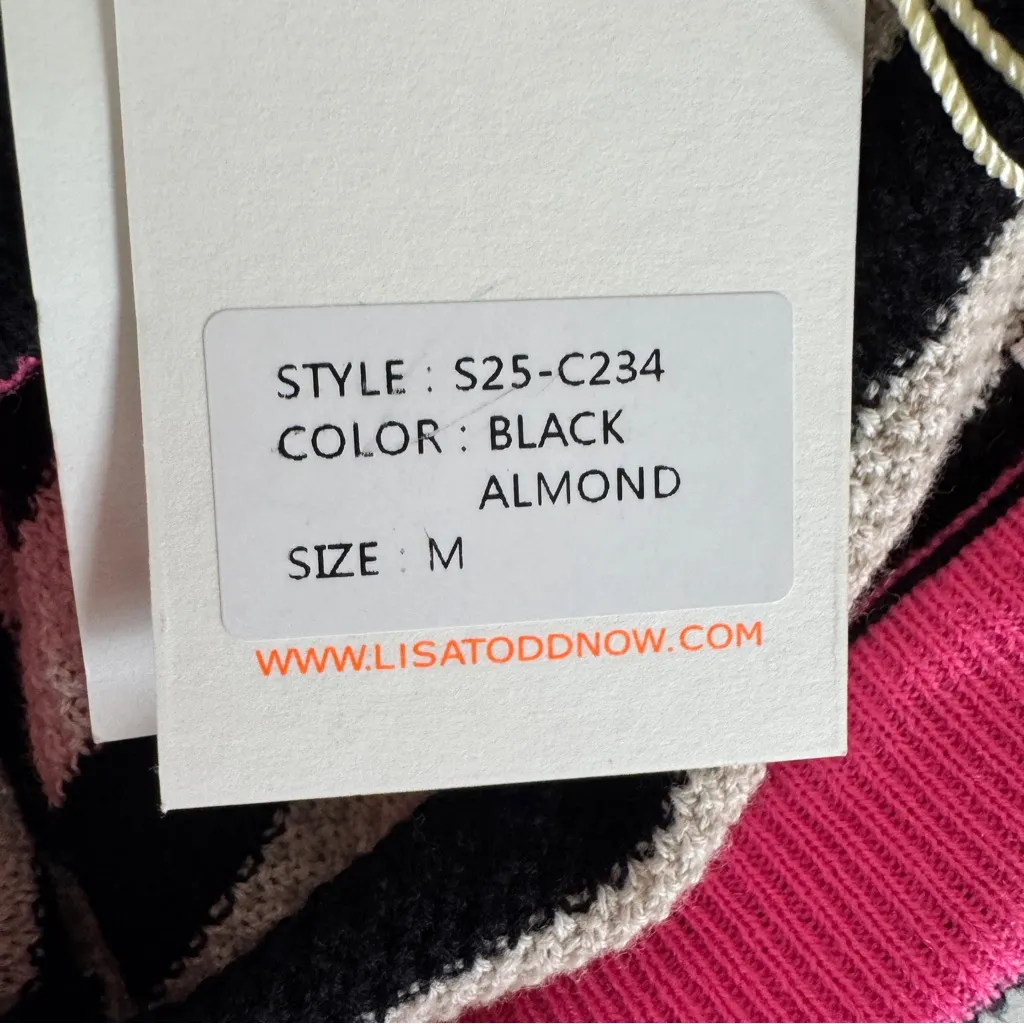 STYLE : S25-C234
COLOR : BLACK
ALMOND
SIZE : M
WWW.LISATODDNOW.COM